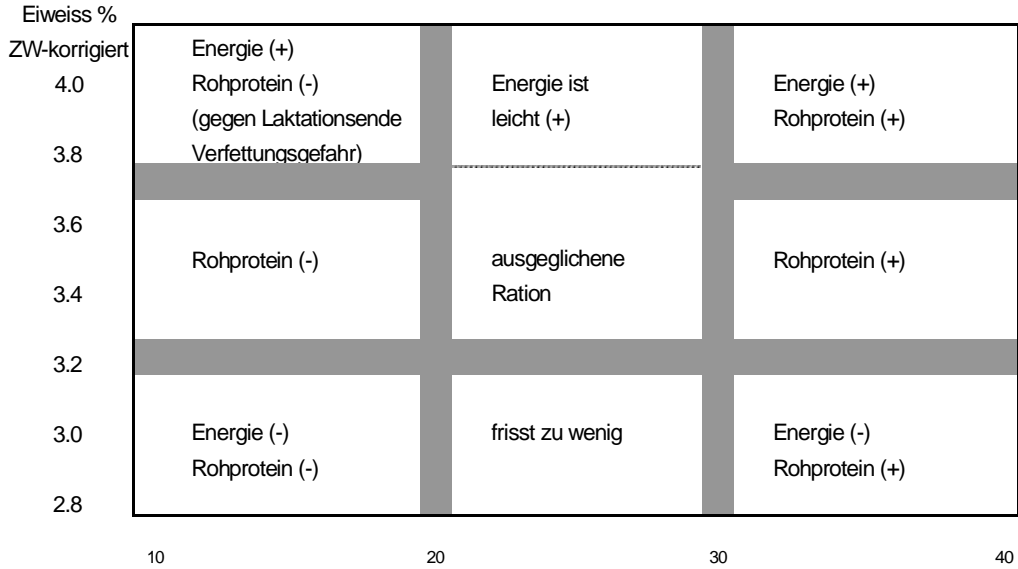 Eiweiss %
ZW-korrigiert
4.0
3.8
3.6
3.4
3.2
3.0
2.8
Energie (+)
Rohprotein (-)
(gegen Laktationsende
Verfettungsgefahr)
Energie ist
leicht (+)
Energie (+)
Rohprotein (+)
Rohprotein (-)
ausgeglichene
Ration
Rohprotein (+)
Energie (-)
Rohprotein (-)
frisst zu wenig
Energie (-)
Rohprotein (+)
10 20 30 40